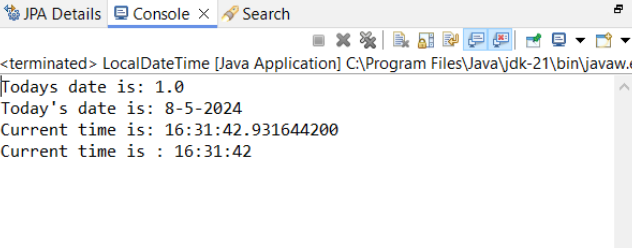 JPA Details Console Search
<terminated> LocalDateTime [Java Application] C:\Program Files\Java\jdk-21\bin\javaw.e
Todays date is: 1.0
Today's date is: 8-5-2024
Current time is: 16:31:42.931644200
Current time is : 16:31:42